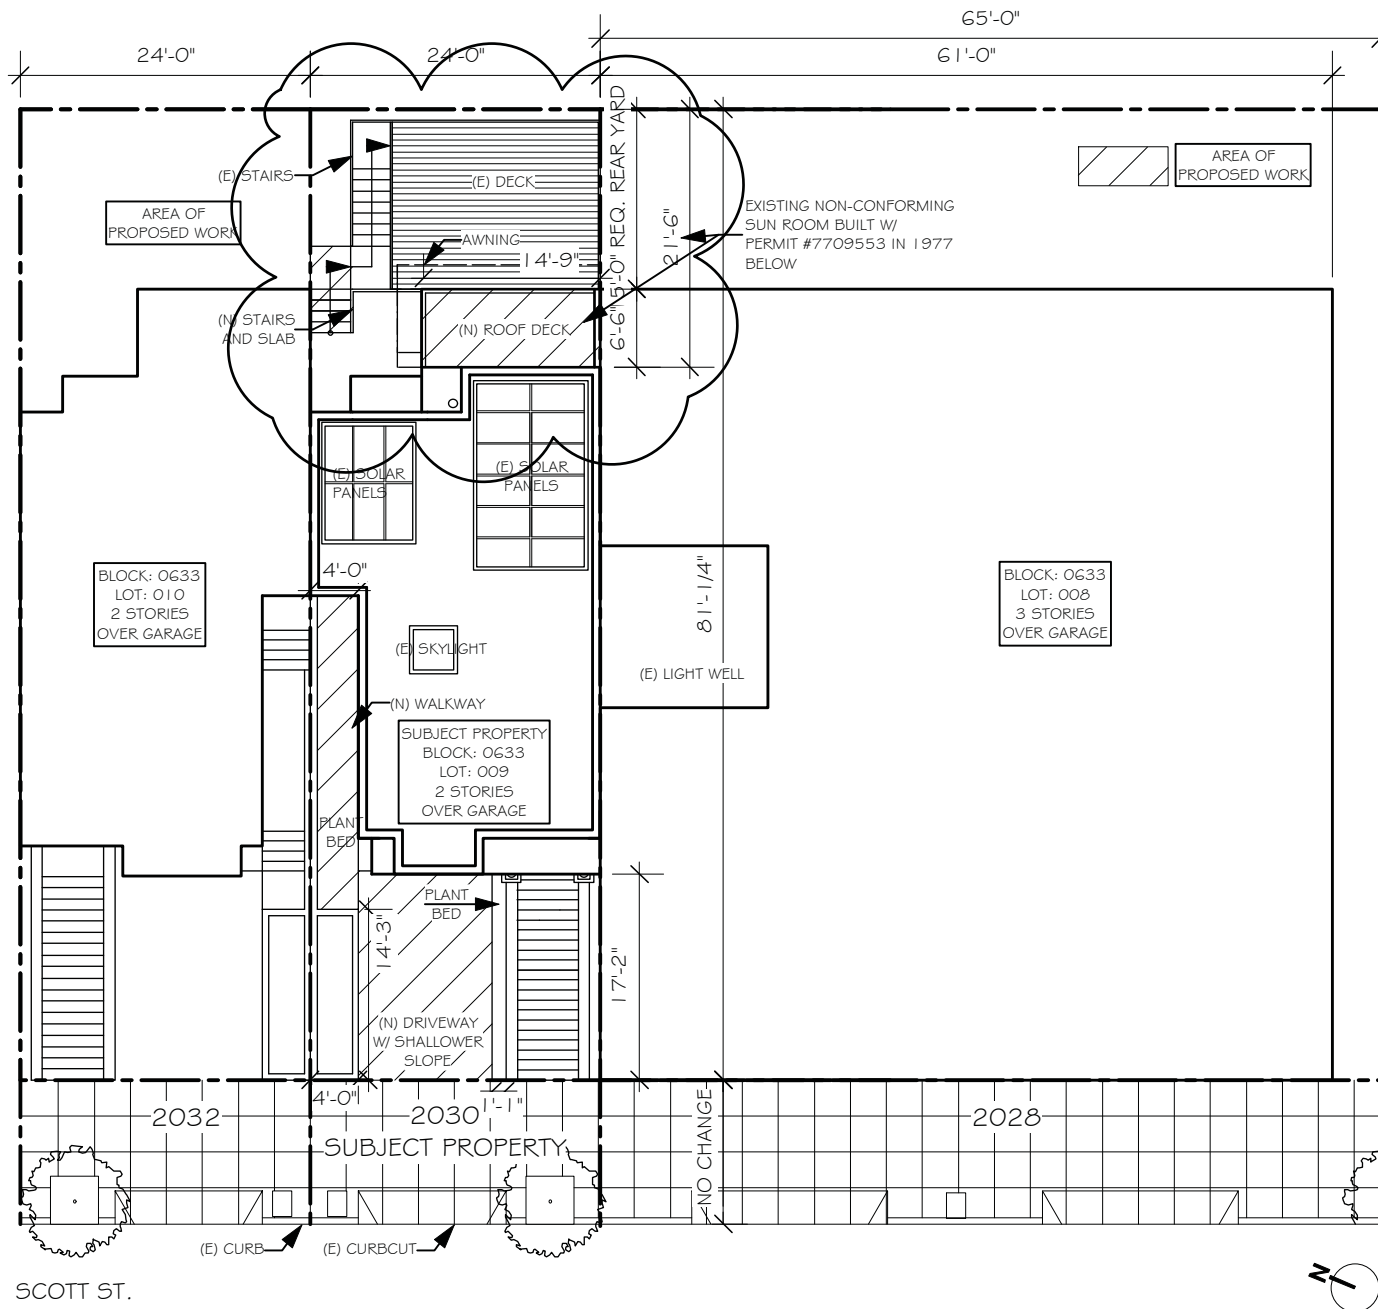 65'-0"
24'-0"
24'-0"
61'-0"
(E) STAIRS
(E) DECK
AREA OF
PROPOSED WORK
AREA OF
PROPOSED WORK
EXISTING NON-CONFORMING
SUN ROOM BUILT W/
PERMIT #7709553 IN 1977
BELOW
AWNING
14'-9"
15'-0" REQ. REAR YARD
21'-6"
6'-6"
(N) STAIRS
AND SLAB
(N) ROOF DECK
(E) SOLAR
PANELS
(E) SOLAR
PANELS
4'-0"
BLOCK: 0633
LOT: 010
2 STORIES
OVER GARAGE
BLOCK: 0633
LOT: 008
3 STORIES
OVER GARAGE
81'-1/4"
(E) SKYLIGHT
(E) LIGHT WELL
(N) WALKWAY
SUBJECT PROPERTY
BLOCK: 0633
LOT: 009
2 STORIES
OVER GARAGE
PLANT
BED
PLANT
BED
14'-3"
17'-2"
(N) DRIVEWAY
W/ SHALLOWER
SLOPE
4'-0"
1'-1"
2032
2030
2028
SUBJECT PROPERTY
NO CHANGE
(E) CURB
(E) CURBCUT
SCOTT ST.
N